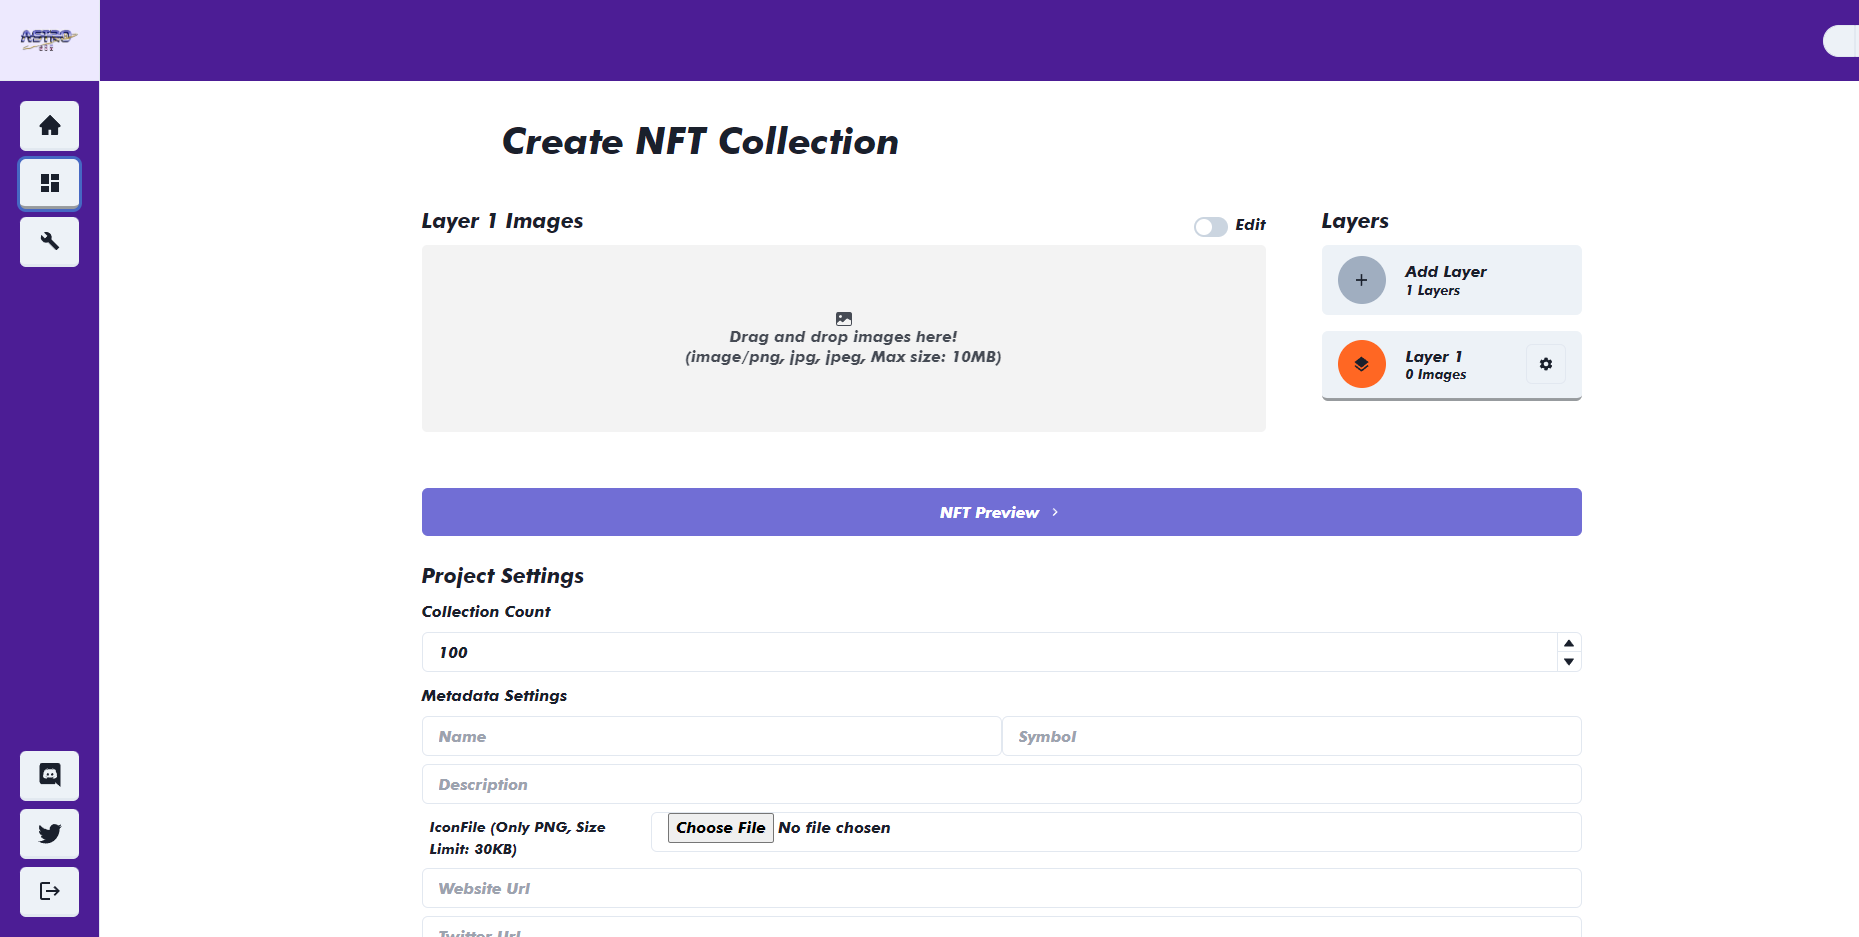 ASTRO
Create NFT Collection
Layer 1 Images
Edit
Layers
Drag and drop images here!
(image/png, jpg, jpeg, Max size: 10MB)
Add Layer
1 Layers
Layer 1
0 Images
NFT Preview
Project Settings
Collection Count
100
Metadata Settings
Name
Symbol
Description
IconFile (Only PNG, Size
Limit: 30KB)
Choose File No file chosen
Website Url
Twitter Url